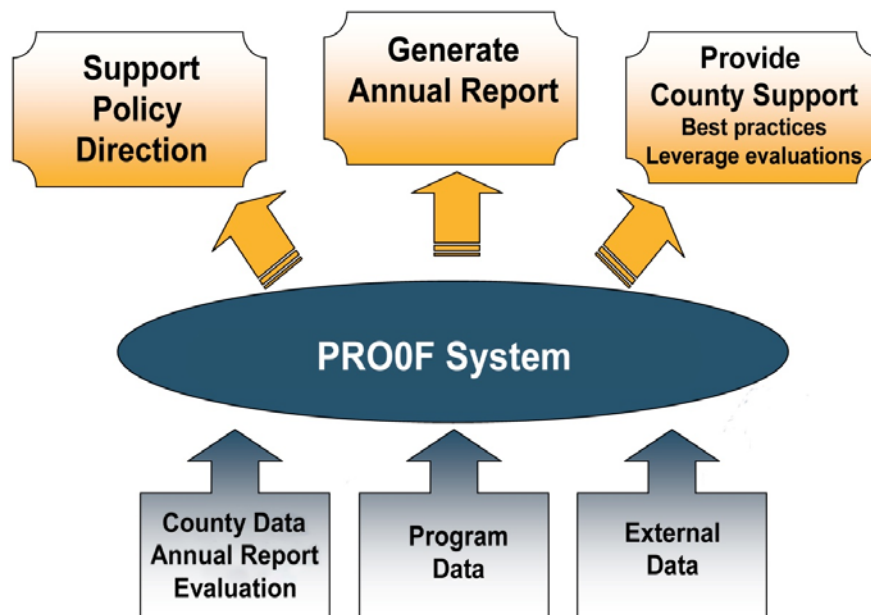 Support
Policy
Direction
Generate
Annual Report
Provide
County Support
Best practices
Leverage evaluations
PRO0F System
County Data
Annual Report
Evaluation
Program
Data
External
Data